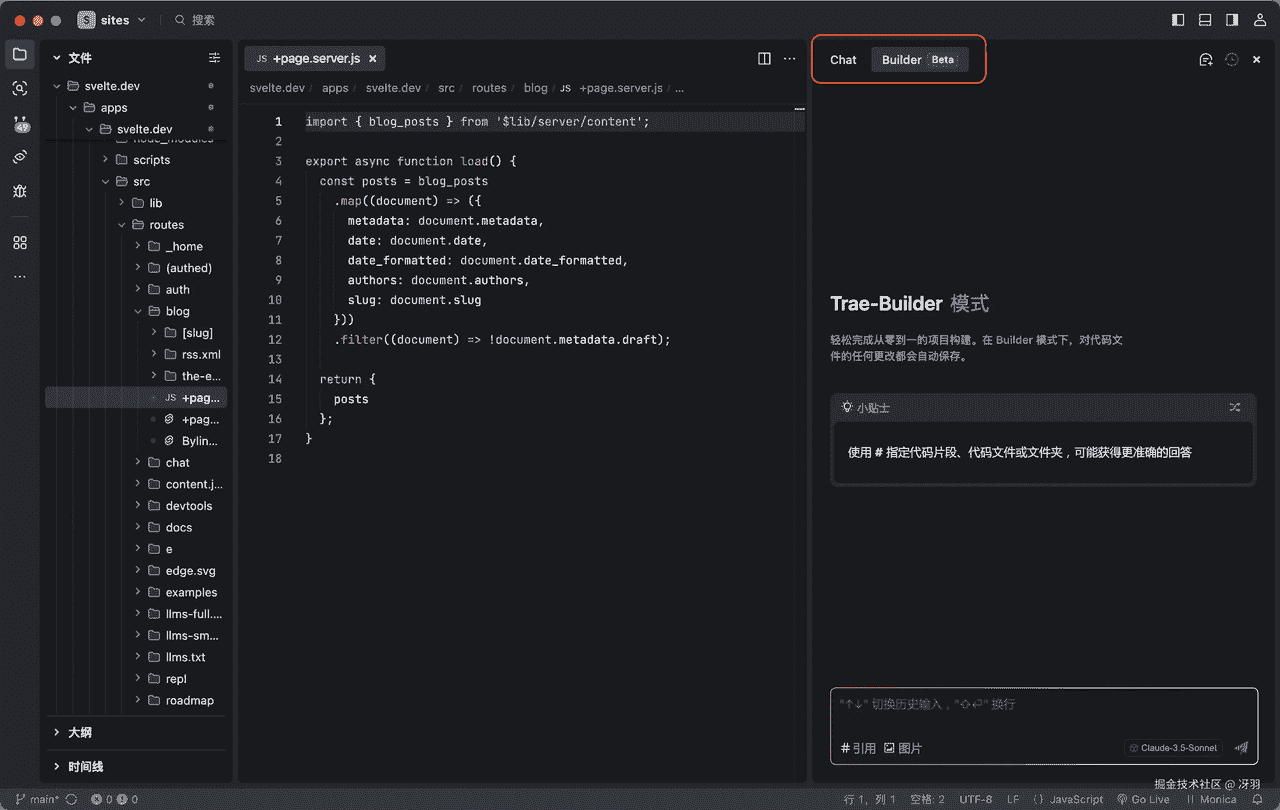 sites
搜索
文件
svelte.dev
apps
svelte.dev
node_modules
scripts
src
lib
routes
_home
(authed)
auth
blog
[slug]
rss.xml
the-e...
JS +pag...
+pag...
Bylin...
chat
content.j...
devtools
docs
e
edge.svg
examples
llms-full....
llms-sm...
llms.txt
repl
roadmap
大纲
时间线
JS +page.server.js
svelte.dev / apps / svelte.dev / src / routes / blog / JS +page.server.js / ...
1 import { blog_posts } from '$lib/server/content';
2
3 export async function load() {
4 const posts = blog_posts
5 .map((document) => ({
6 metadata: document.metadata,
7 date: document.date,
8 date_formatted: document.date_formatted,
9 authors: document.authors,
10 slug: document.slug
11 }))
12 .filter((document) => !document.metadata.draft);
13
14 return {
15 posts
16 };
17 }
18
Chat Builder Beta
Trae-Builder 模式
轻松完成从零到一的项目构建。在 Builder 模式下，对代码文
件的任何更改都会自动保存。
小贴士
使用 # 指定代码片段、代码文件或文件夹，可能获得更准确的回答
"↑↓" 切换历史输入，"⇧⏎" 换行
# 引用 图片 Claude-3.5-Sonnet
掘金技术社区 @ 冴羽
main* 0 0 行 1，列 1 空格: 2 UTF-8 LF {} JavaScript Go Live Monica